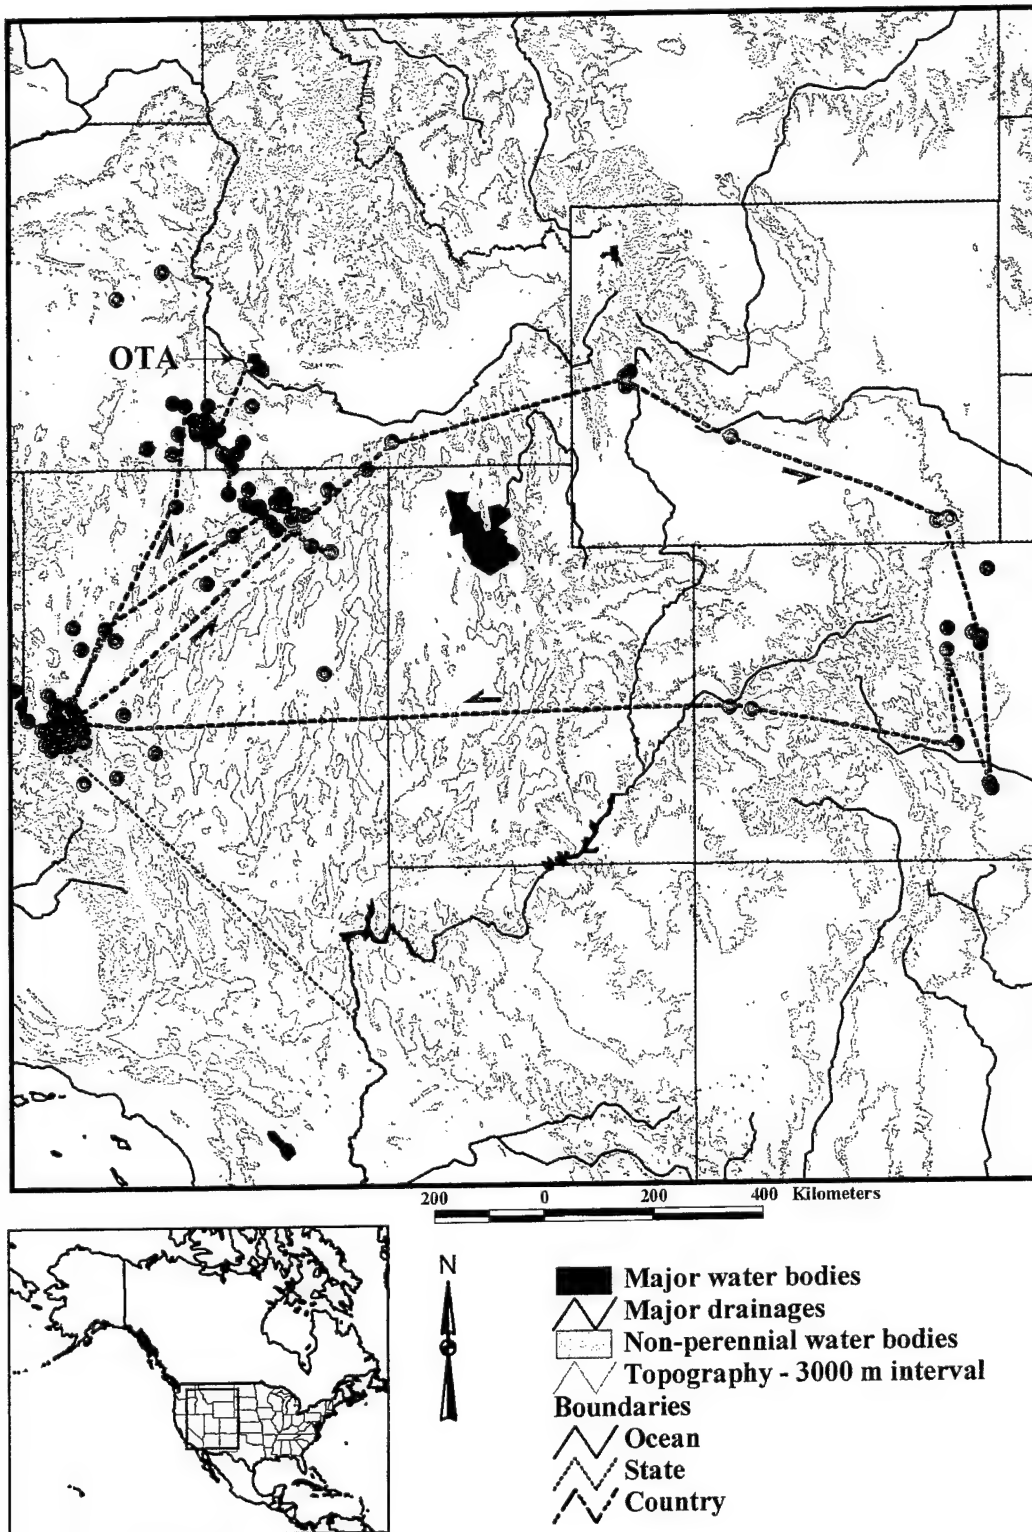 OTA
200 0 200 400 Kilometers
N
Major water bodies
Major drainages
Non-perennial water bodies
Topography - 3000 m interval
Boundaries
Ocean
State
Country